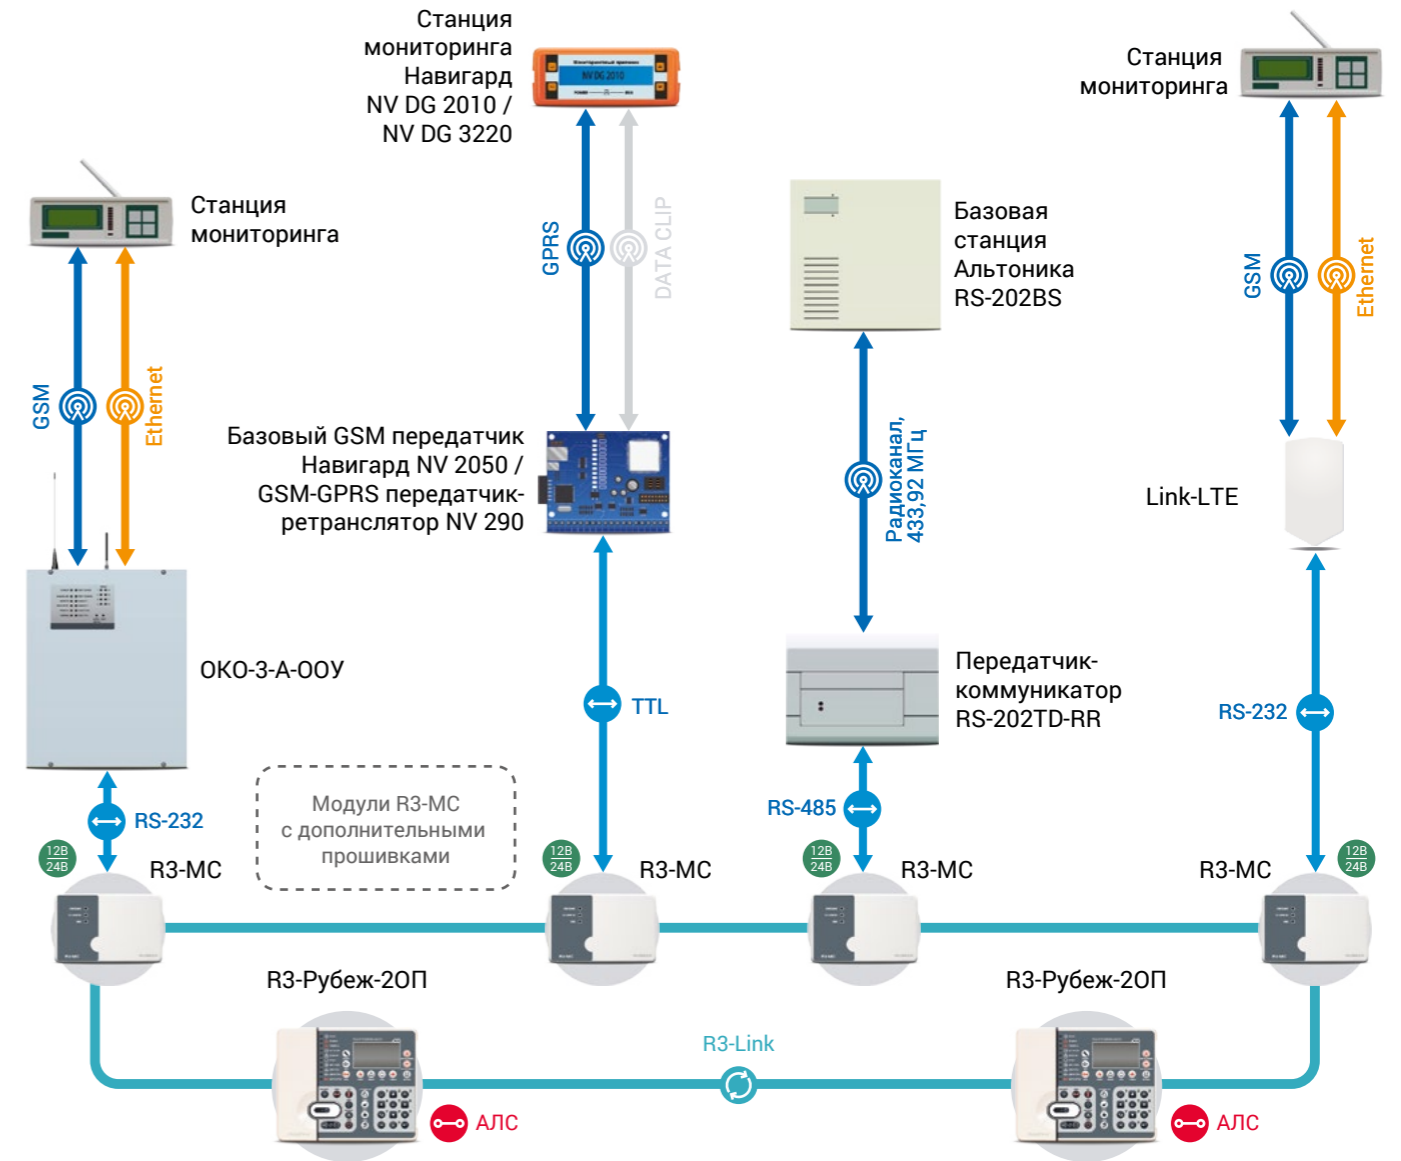 Станция
мониторинга
Навигард
NV DG 2010 /
NV DG 3220
NV DG 2010
Станция
мониторинга
Станция
мониторинга
GPRS
DATA CLIP
Базовая
станция
Альтоника
RS-202BS
GSM
Ethernet
GSM
Ethernet
Базовый GSM передатчик
Навигард NV 2050 /
GSM-GPRS передатчик-
ретранслятор NV 290
Радиоканал,
433,92 МГц
Link-LTE
ОКО-3-А-ООУ
TTL
Передатчик-
коммуникатор
RS-202TD-RR
RS-232
RS-232
Модули R3-МС
с дополнительными
прошивками
RS-485
12В
24В
R3-МС
12В
24В
R3-МС
12В
24В
R3-МС
R3-МС
12В
24В
R3-Рубеж-2ОП
R3-Рубеж-2ОП
R3-Link
АЛС
АЛС